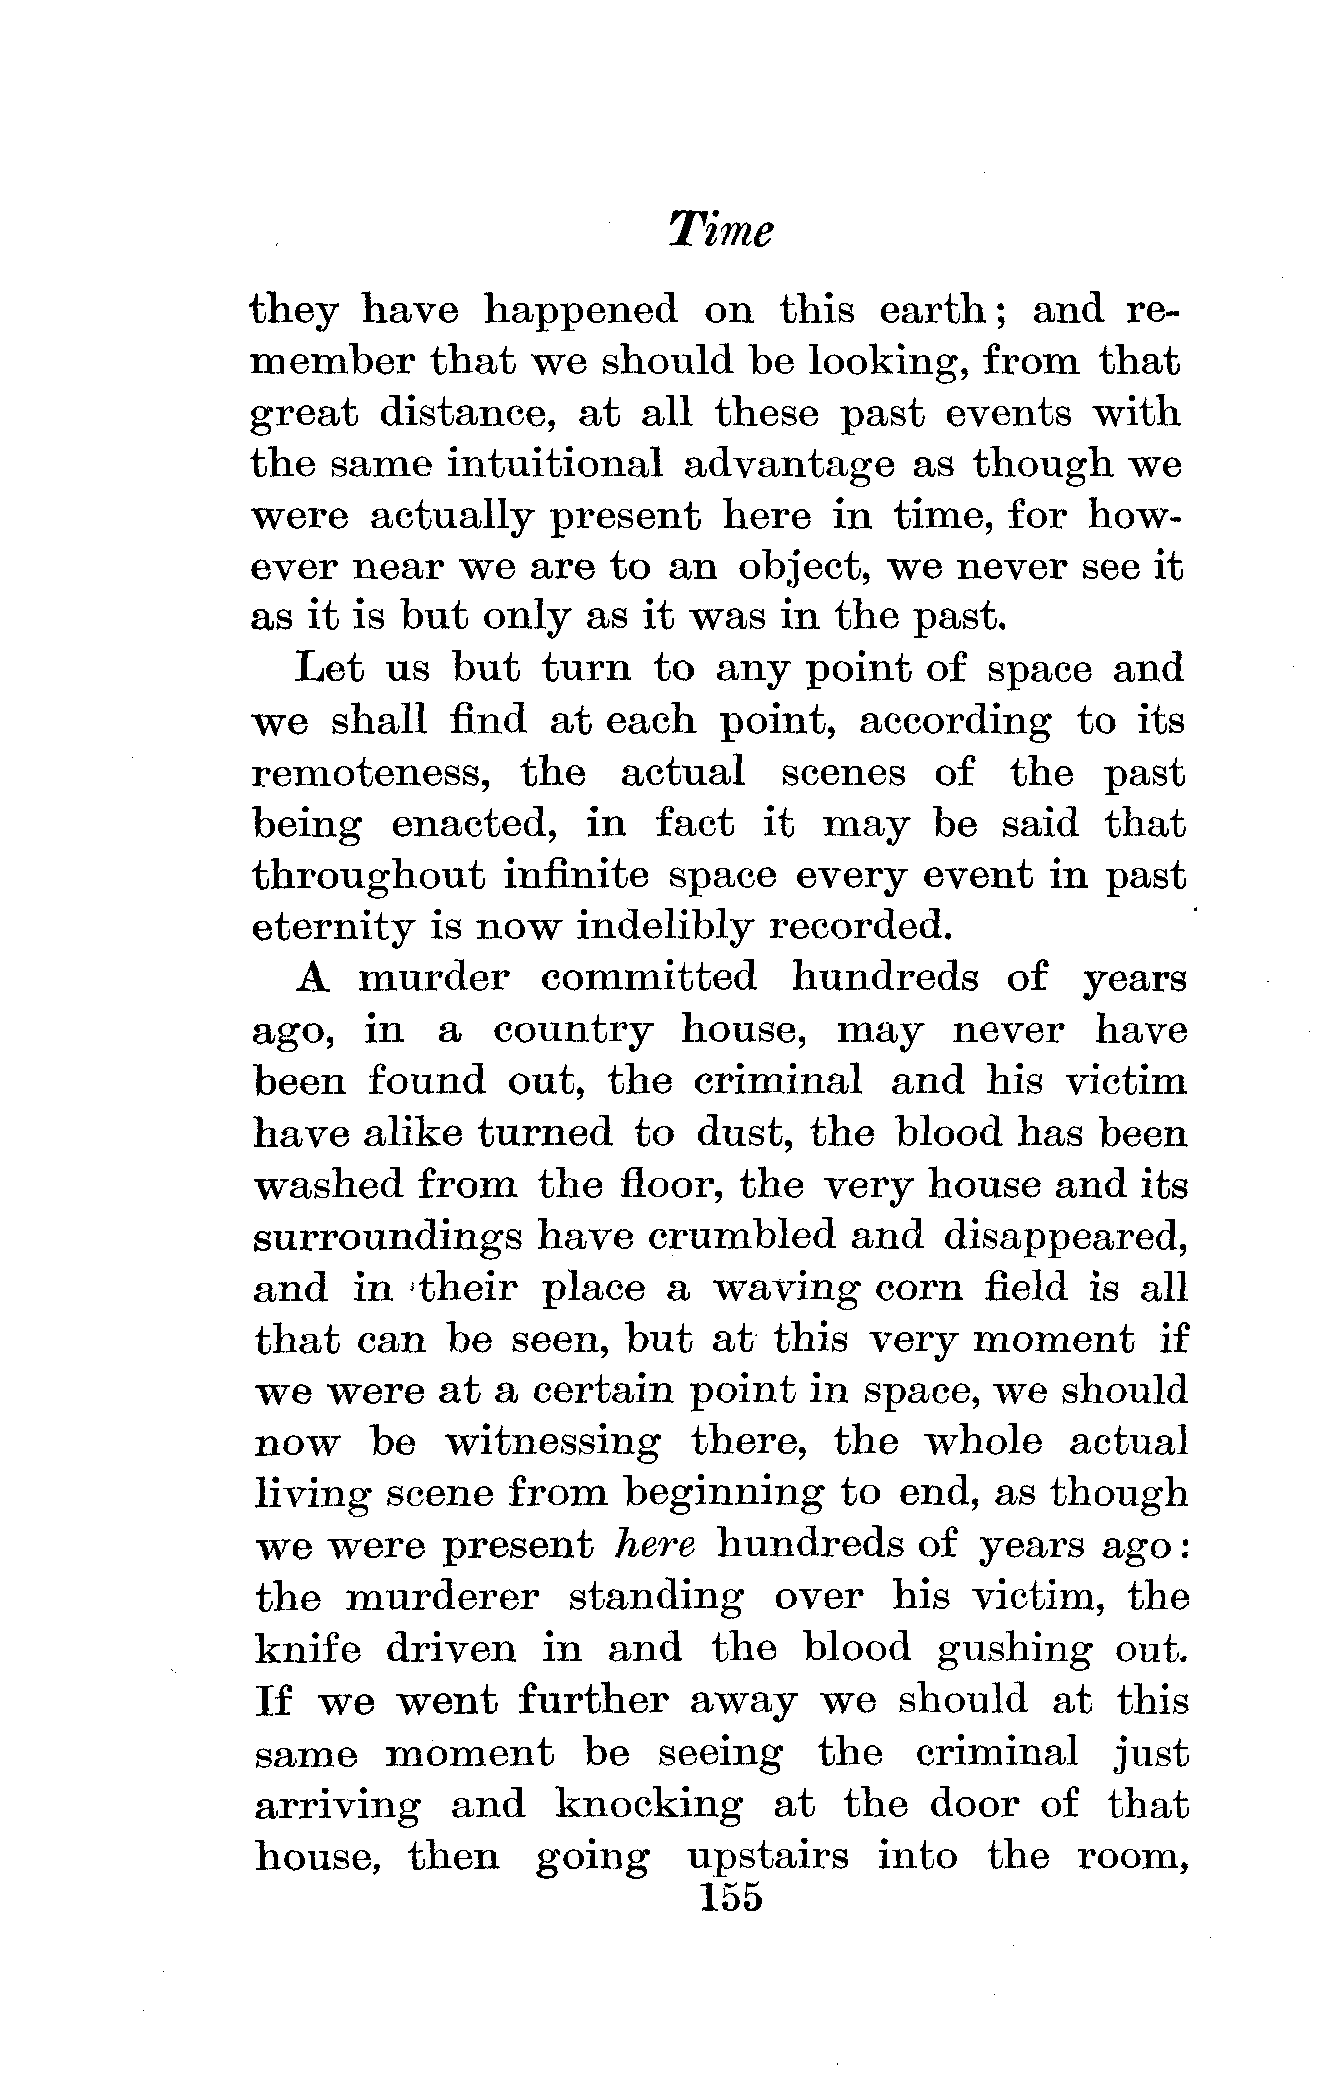 Time
they have happened on this earth; and re-
member that we should be looking, from that
great distance, at all these past events with
the same intuitional advantage as though we
were actually present here in time, for how-
ever near we are to an object, we never see it
as it is but only as it was in the past.
Let us but turn to any point of space and
we shall find at each point, according to its
remoteness, the actual scenes of the past
being enacted, in fact it may be said that
throughout infinite space every event in past
eternity is now indelibly recorded.
A murder committed hundreds of years
ago, in a country house, may never have
been found out, the criminal and his victim
have alike turned to dust, the blood has been
washed from the floor, the very house and its
surroundings have crumbled and disappeared,
and in their place a waving corn field is all
that can be seen, but at this very moment if
we were at a certain point in space, we should
now be witnessing there, the whole actual
living scene from beginning to end, as though
we were present here hundreds of years ago:
the murderer standing over his victim, the
knife driven in and the blood gushing out.
If we went further away we should at this
same moment be seeing the criminal just
arriving and knocking at the door of that
house, then going upstairs into the room,
155